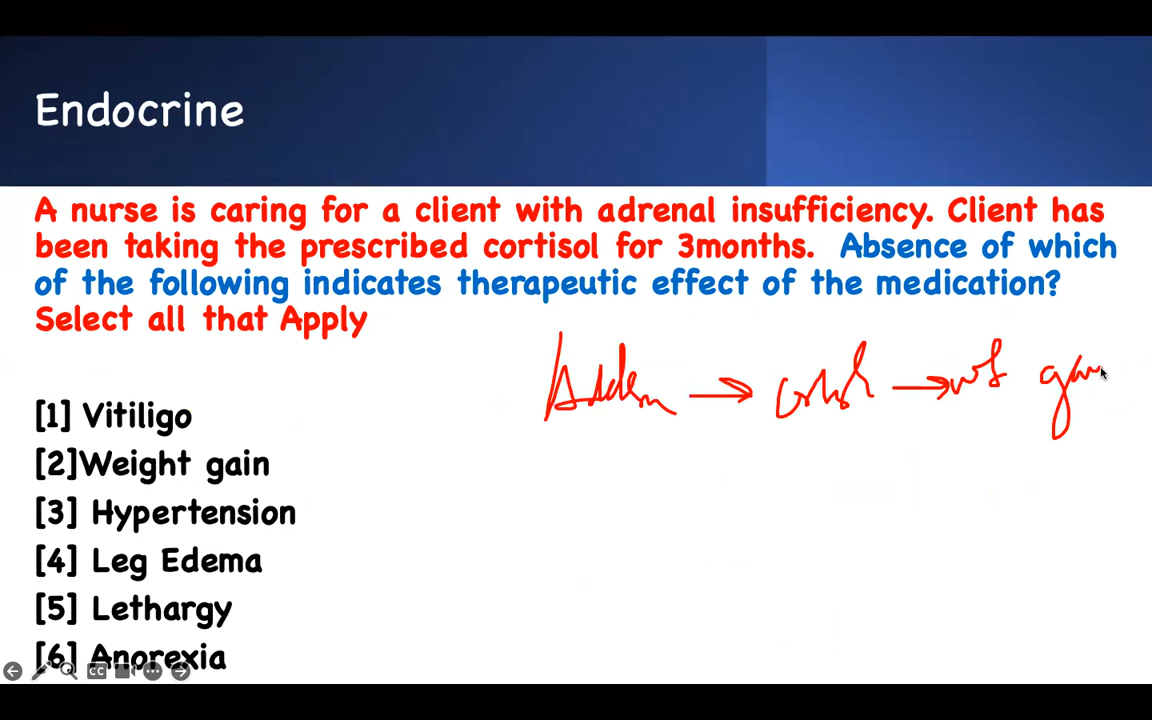 Endocrine
A nurse is caring for a client with adrenal insufficiency. Client has
been taking the prescribed cortisol for 3months. Absence of which
of the following indicates therapeutic effect of the medication?
Select all that Apply
wt
[1] Vitiligo
[2]Weight gain
[3] Hypertension
[4] Leg Edema
[5] Lethargy
[6] Anorexia
CC